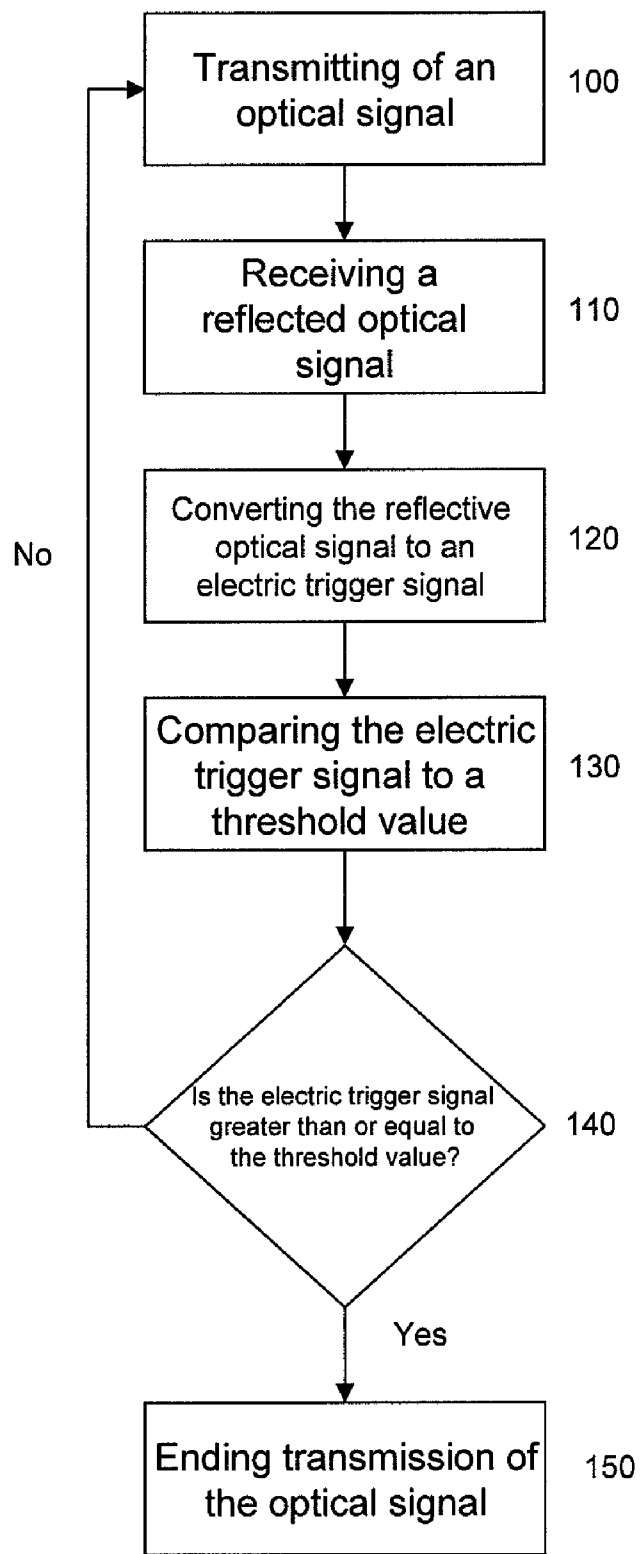 Transmitting of an
optical signal
100
Receiving a
reflected optical
signal
110
Converting the reflective
optical signal to an
electric trigger signal
120
No
Comparing the electric
trigger signal to a
threshold value
130
Is the electric trigger signal
greater than or equal to
the threshold value?
140
Yes
Ending transmission of
the optical signal
150